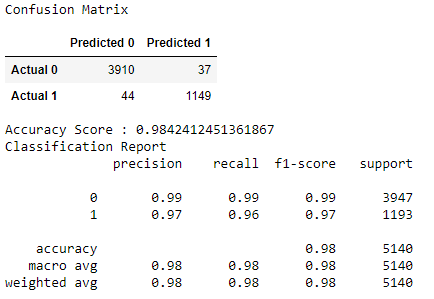 Confusion Matrix
Predicted 0 Predicted 1
Actual 0 3910 37
Actual 1 44 1149
Accuracy Score : 0.9842412451361867
Classification Report
precision recall f1-score support
0 0.99 0.99 0.99 3947
1 0.97 0.96 0.97 1193
accuracy 0.98 5140
macro avg 0.98 0.98 0.98 5140
weighted avg 0.98 0.98 0.98 5140